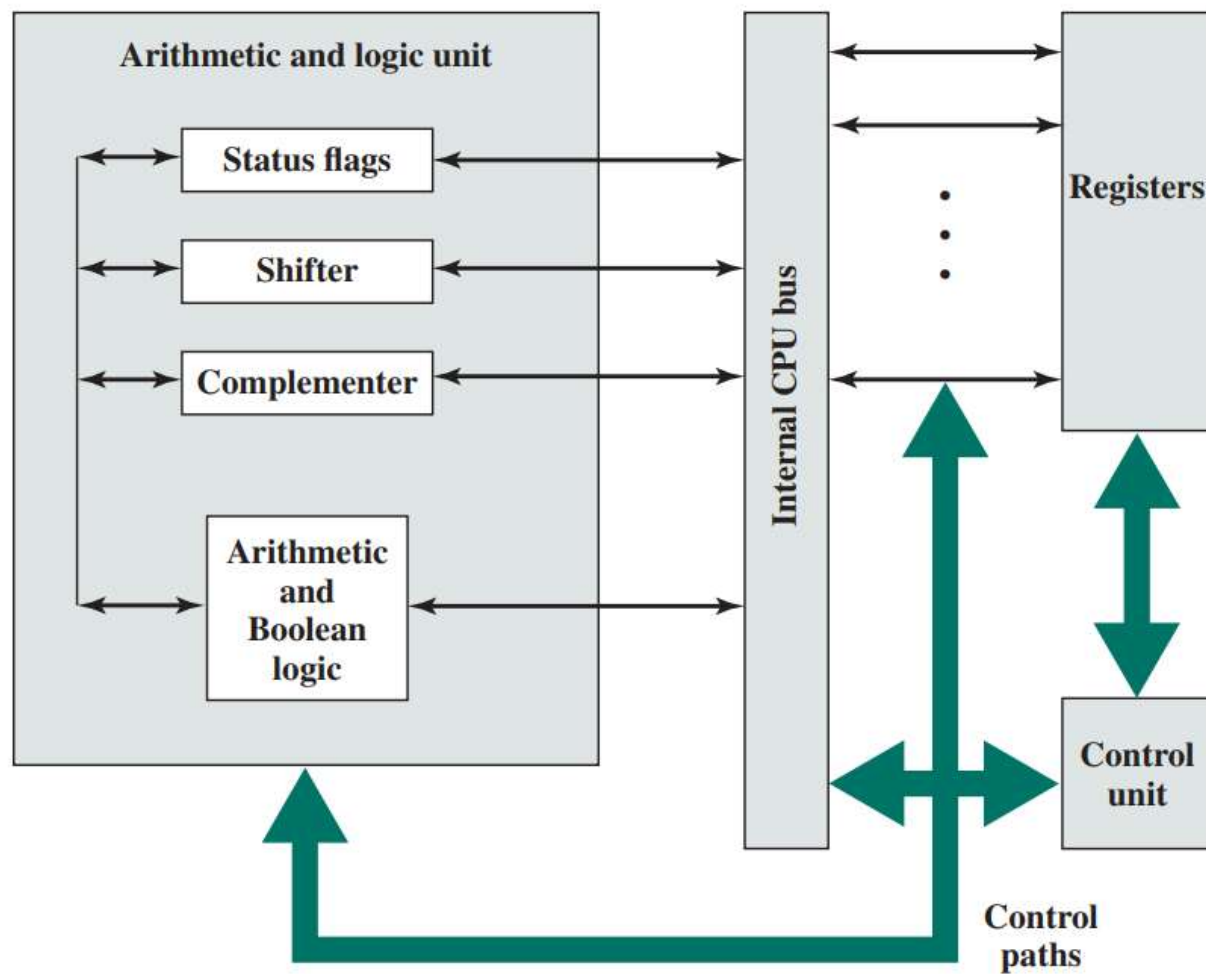 Arithmetic and logic unit
Status flags
Shifter
Complementer
Arithmetic
and
Boolean
logic
Internal CPU bus
Registers
Control
unit
Control
paths